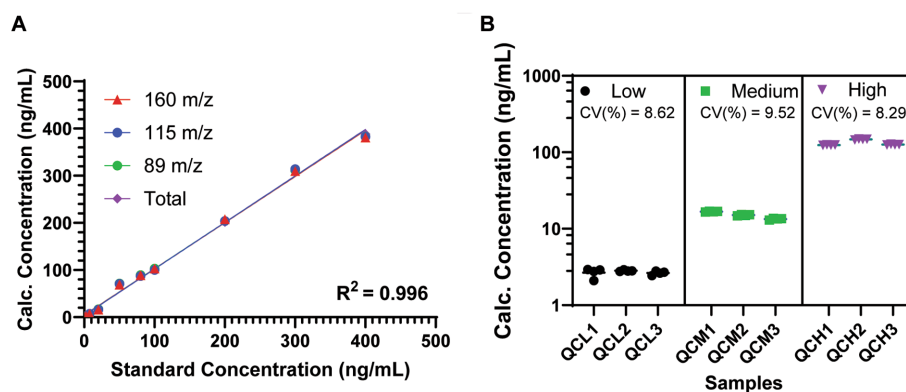 A
Calc. Concentration (ng/mL)
500
400
300
200
100
0
160 m/z
115 m/z
89 m/z
Total
R² = 0.996
0 100 200 300 400 500
Standard Concentration (ng/mL)
B
Calc. Concentration (ng/mL)
1000
100
10
1
Low
CV(%) = 8.62
Medium
CV(%) = 9.52
High
CV(%) = 8.29
QCL1 QCL2 QCL3 QCM1 QCM2 QCM3 QCH1 QCH2 QCH3
Samples